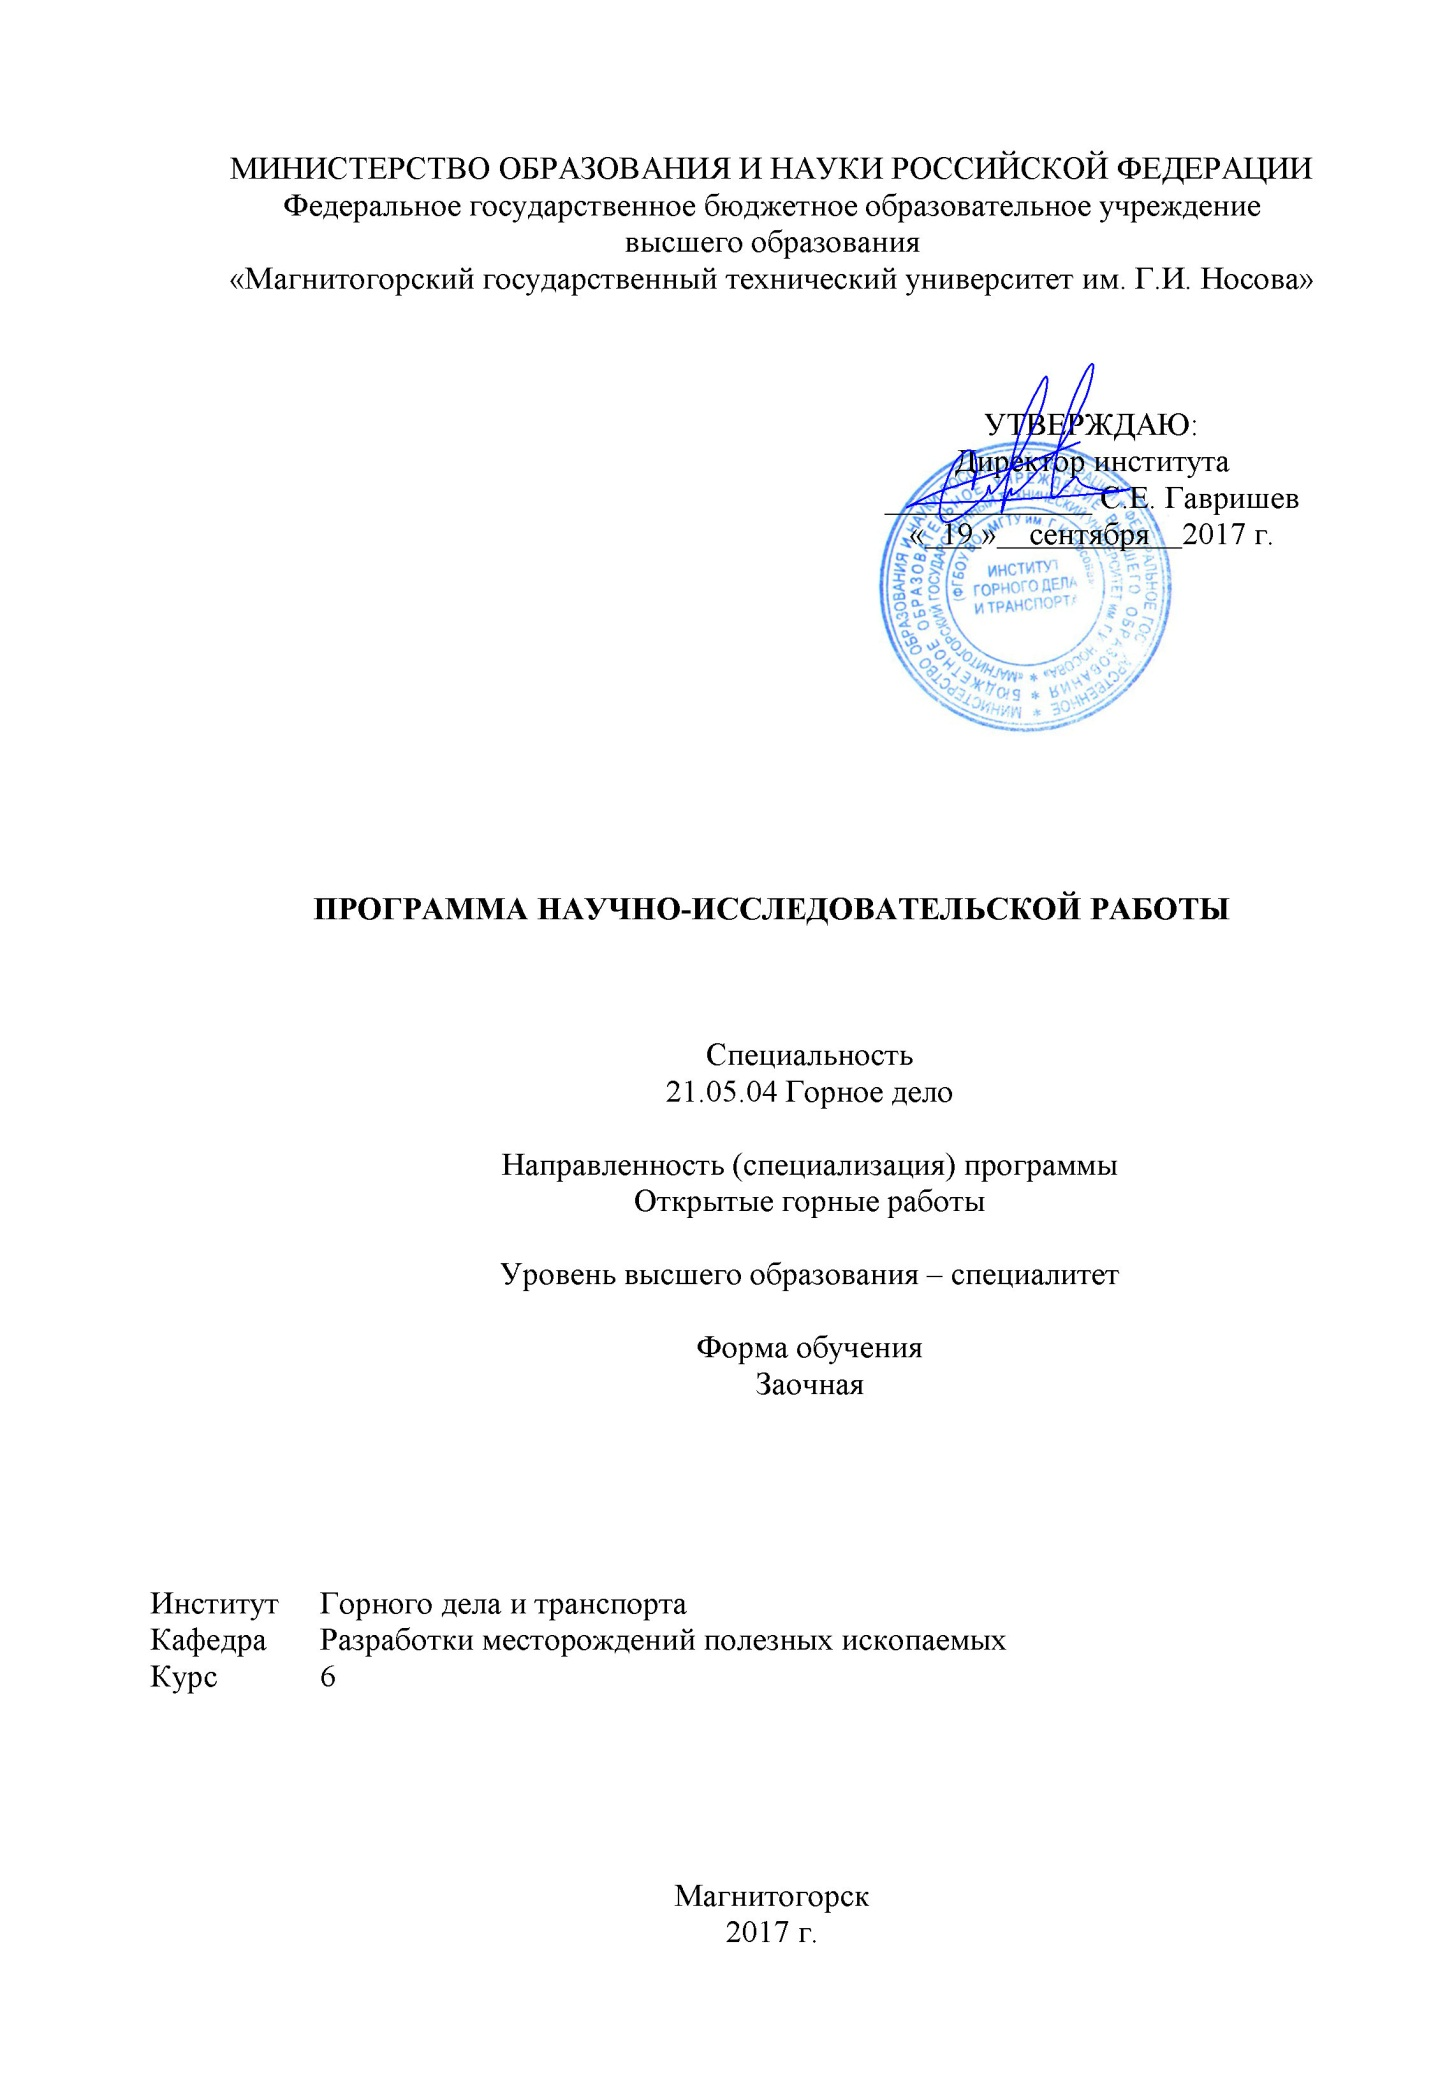 МИНИСТЕРСТВО ОБРАЗОВАНИЯ И НАУКИ РОССИЙСКОЙ ФЕДЕРАЦИИ
Федеральное государственное бюджетное образовательное учреждение
высшего образования
«Магнитогорский государственный технический университет им. Г.И. Носова»
УТВЕРЖДАЮ:
Директор института
_____________ С.Е. Гавришев
«_19_»__сентября__2017 г.
ИНСТИТУТ
ГОРНОГО ДЕЛА
И ТРАНСПОРТА
ПРОГРАММА НАУЧНО-ИССЛЕДОВАТЕЛЬСКОЙ РАБОТЫ
Специальность
21.05.04 Горное дело
Направленность (специализация) программы
Открытые горные работы
Уровень высшего образования – специалитет
Форма обучения
Заочная
Институт Горного дела и транспорта
Кафедра Разработки месторождений полезных ископаемых
Курс 6
Магнитогорск
2017 г.